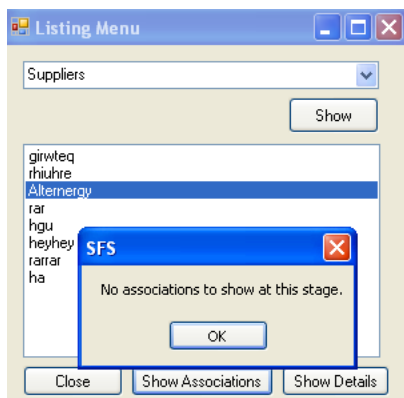 Listing Menu
Suppliers
Show
girwteq
rhiuhre
Alternergy
rar
hgu
heyhey
rarrar
ha
SFS
No associations to show at this stage.
OK
Close Show Associations Show Details